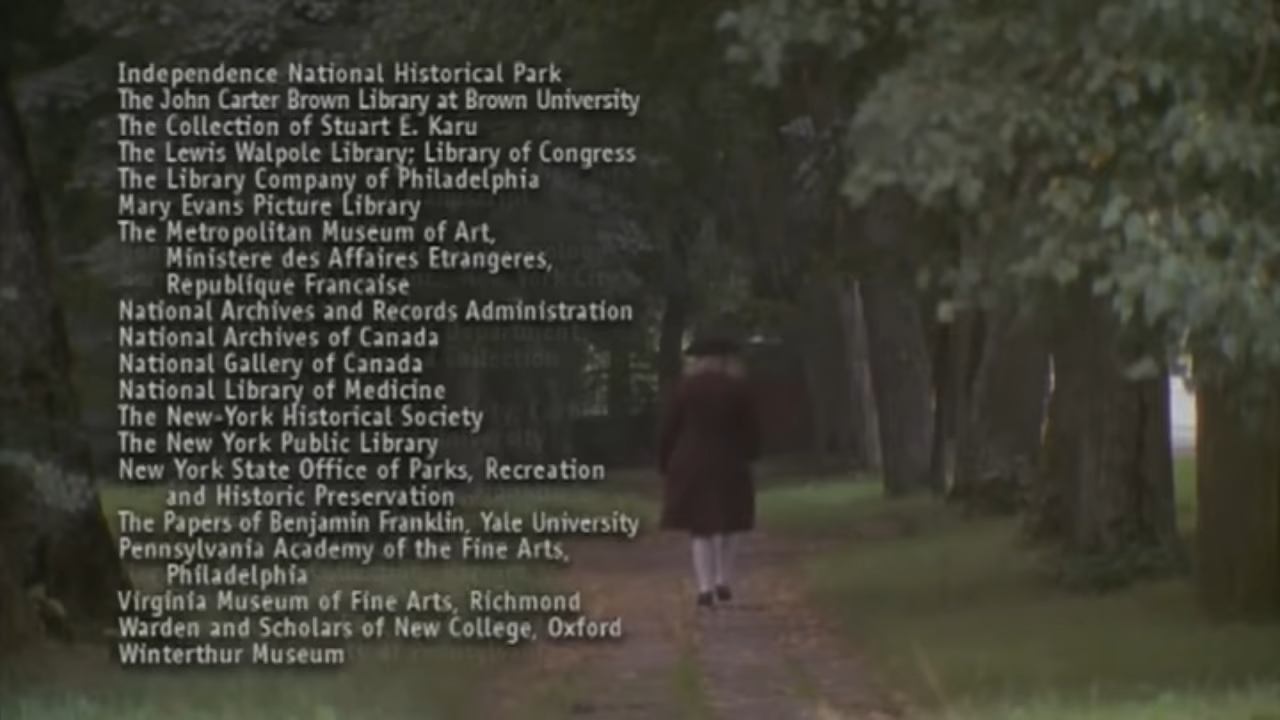 Independence National Historical Park
The John Carter Brown Library at Brown University
The Collection of Stuart E. Karu
The Lewis Walpole Library; Library of Congress
The Library Company of Philadelphia
Mary Evans Picture Library
The Metropolitan Museum of Art,
Ministere des Affaires Etrangeres,
Republique Francaise
National Archives and Records Administration
National Archives of Canada
National Gallery of Canada
National Library of Medicine
The New-York Historical Society
The New York Public Library
New York State Office of Parks, Recreation
and Historic Preservation
The Papers of Benjamin Franklin, Yale University
Pennsylvania Academy of the Fine Arts,
Philadelphia
Virginia Museum of Fine Arts, Richmond
Warden and Scholars of New College, Oxford
Winterthur Museum